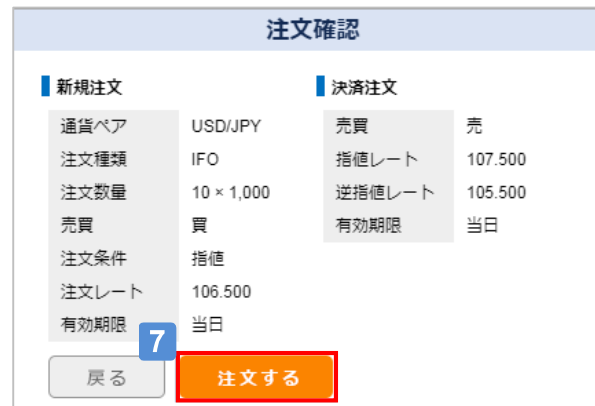 注文確認
新規注文
通貨ペア USD/JPY
注文種類 IFO
注文数量 10 × 1,000
売買 買
注文条件 指値
注文レート 106.500
有効期限 当日
決済注文
売買 売
指値レート 107.500
逆指値レート 105.500
有効期限 当日
7
戻る
注文する